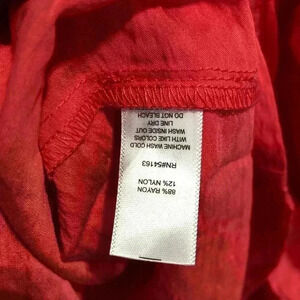 88% RAYON
12% NYLON
RN#54163
MACHINE WASH COLD
WASH INSIDE OUT
WITH LIKE COLORS
LINE DRY
DO NOT BLEACH